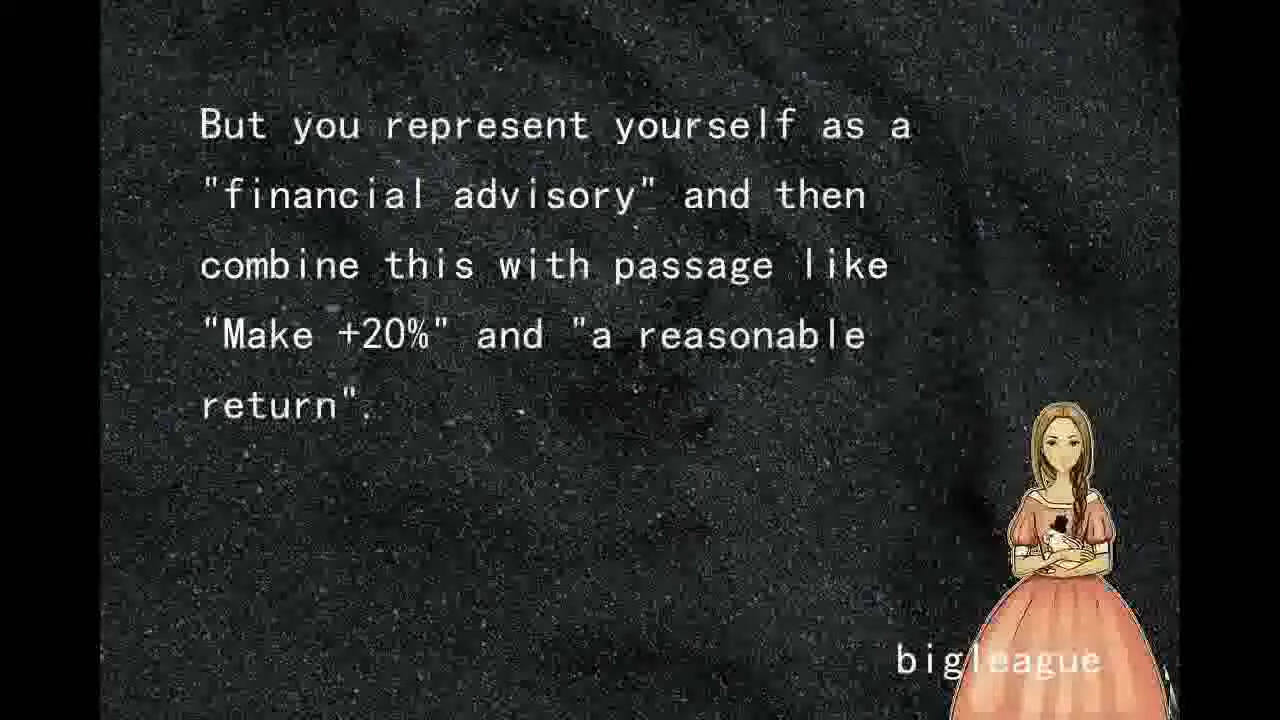 But you represent yourself as a
"financial advisory" and then
combine this with passage like
"Make +20%" and "a reasonable
return".
bigleague